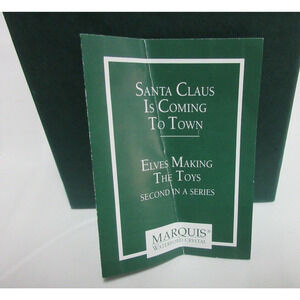 SANTA CLAUS
IS COMING
TO TOWN
ELVES MAKING
THE TOYS
SECOND IN A SERIES
MARQUIS®
WATERFORD CRYSTAL